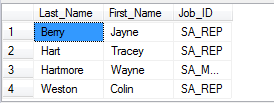 Last_Name First_Name Job_ID
1 Berry Jayne SA_REP
2 Hart Tracey SA_REP
3 Hartmore Wayne SA_M...
4 Weston Colin SA_REP